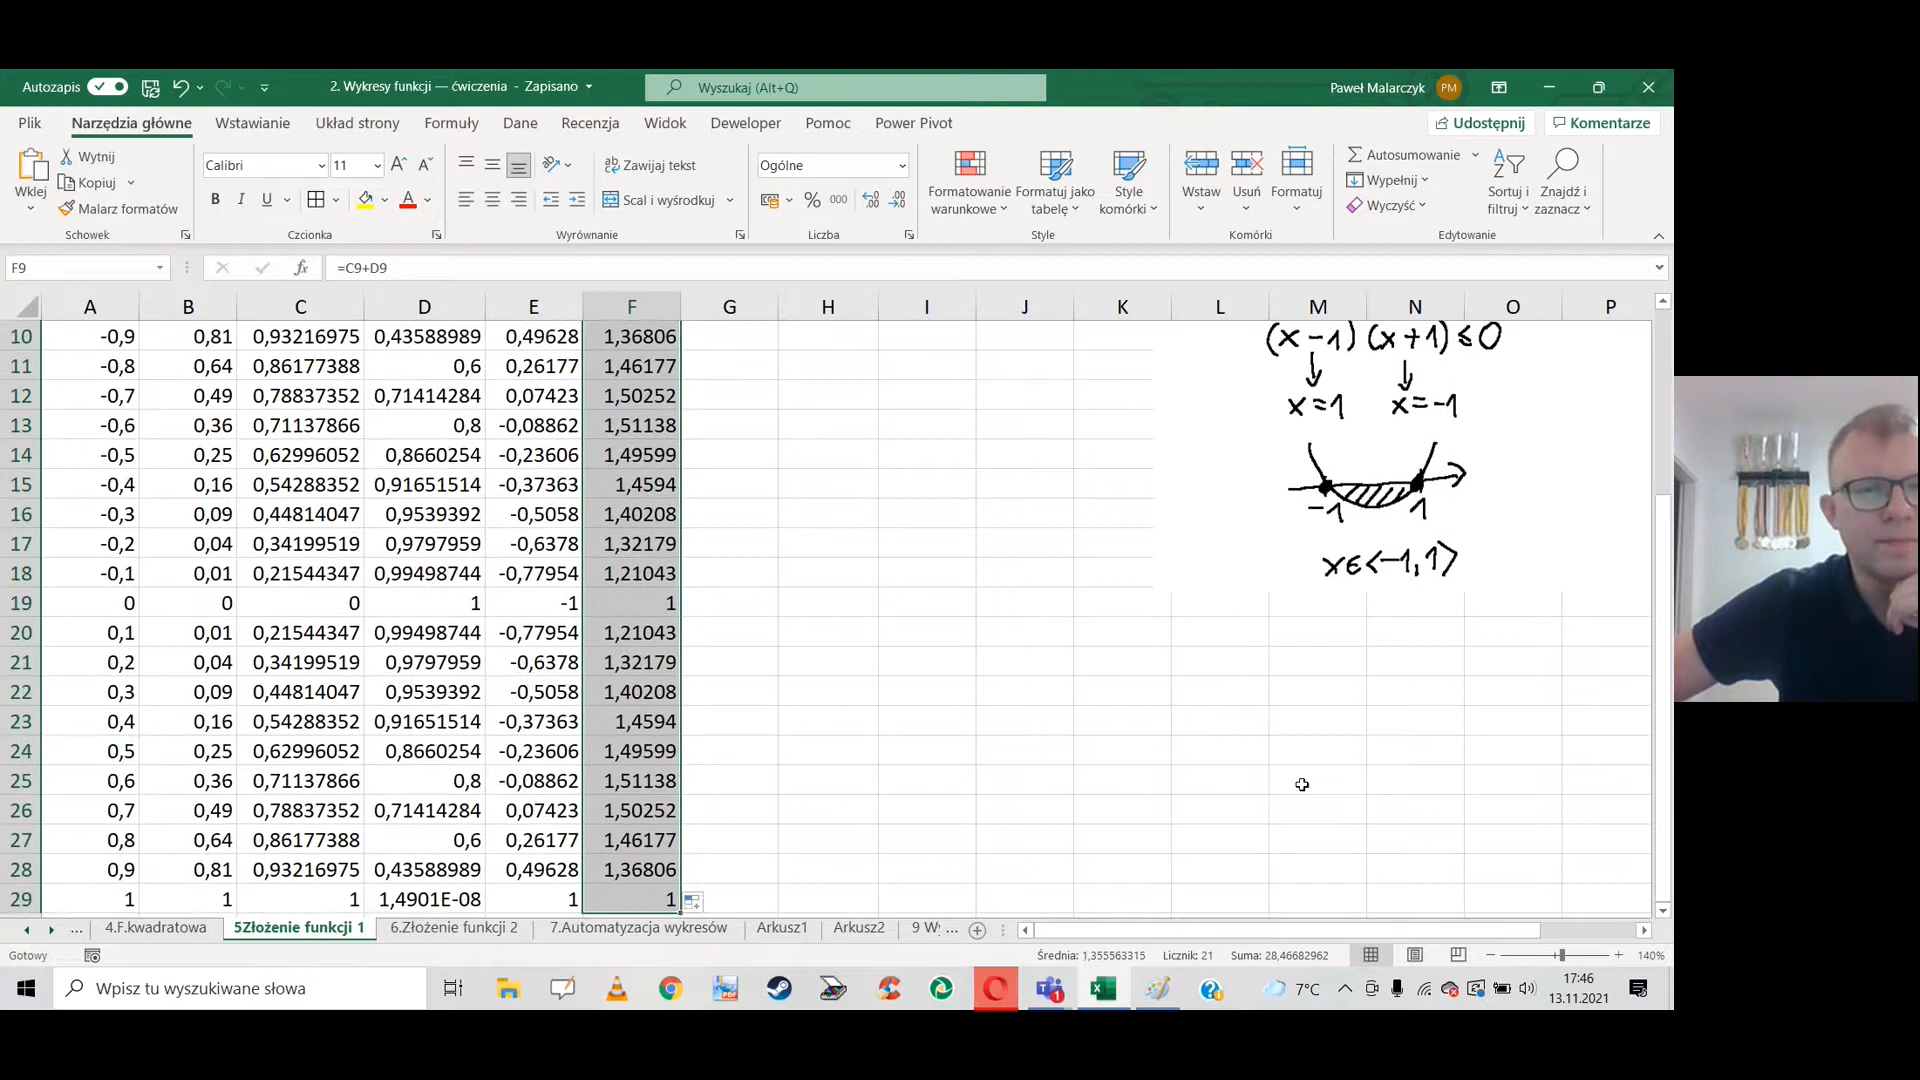 Autozapis 2. Wykresy funkcji — ćwiczenia - Zapisano Wyszukaj (Alt+Q) Paweł Malarczyk PM
Plik Narzędzia główne Wstawianie Układ strony Formuły Dane Recenzja Widok Deweloper Pomoc Power Pivot Udostępnij Komentarze
Wklej Wytnij Kopiuj Malarz formatów Schowek
Calibri 11 B I U A Czcionka
Zawijaj tekst Scal i wyśrodkuj Wyrównanie
Ogólne % 000 Liczba
Formatowanie warunkowe Formatuj jako tabelę Style komórki Style
Wstaw Usuń Formatuj Komórki
Autosumowanie Wypełnij Wyczyść Sortuj i filtruj Znajdź i zaznacz Edytowanie
F9 fx =C9+D9
A B C D E F G H I J K L M N O P
10 -0,9 0,81 0,93216975 0,43588989 0,49628 1,36806
11 -0,8 0,64 0,86177388 0,6 0,26177 1,46177
12 -0,7 0,49 0,78837352 0,71414284 0,07423 1,50252
13 -0,6 0,36 0,71137866 0,8 -0,08862 1,51138
14 -0,5 0,25 0,62996052 0,8660254 -0,23606 1,49599
15 -0,4 0,16 0,54288352 0,91651514 -0,37363 1,4594
16 -0,3 0,09 0,44814047 0,9539392 -0,5058 1,40208
17 -0,2 0,04 0,34199519 0,9797959 -0,6378 1,32179
18 -0,1 0,01 0,21544347 0,99498744 -0,77954 1,21043
19 0 0 0 1 -1 1
20 0,1 0,01 0,21544347 0,99498744 -0,77954 1,21043
21 0,2 0,04 0,34199519 0,9797959 -0,6378 1,32179
22 0,3 0,09 0,44814047 0,9539392 -0,5058 1,40208
23 0,4 0,16 0,54288352 0,91651514 -0,37363 1,4594
24 0,5 0,25 0,62996052 0,8660254 -0,23606 1,49599
25 0,6 0,36 0,71137866 0,8 -0,08862 1,51138
26 0,7 0,49 0,78837352 0,71414284 0,07423 1,50252
27 0,8 0,64 0,86177388 0,6 0,26177 1,46177
28 0,9 0,81 0,93216975 0,43588989 0,49628 1,36806
29 1 1 1 1,4901E-08 1 1
(x-1)(x+1)≤0
x=1 x=-1
-1 1
x∈<-1,1>
... 4.F.kwadratowa 5Złożenie funkcji 1 6.Złożenie funkcji 2 7.Automatyzacja wykresów Arkusz1 Arkusz2 9 Wy ...
Gotowy Średnia: 1,355563315 Licznik: 21 Suma: 28,46682962 140%
Wpisz tu wyszukiwane słowa 7°C 17:46
13.11.2021